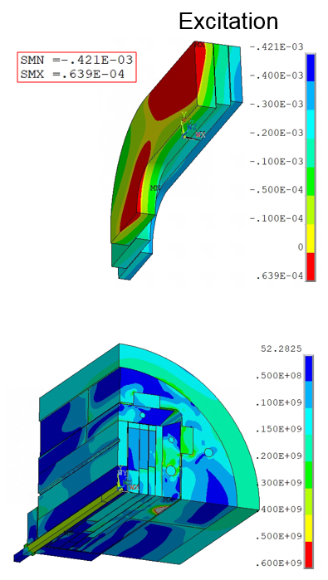 Excitation
SMN =-.421E-03
SMX =.639E-04
-.421E-03
-.400E-03
-.300E-03
-.200E-03
-.100E-03
-.500E-04
-.100E-04
0
.639E-04
MX
MN
52.2825
.500E+08
.100E+09
.150E+09
.200E+09
.300E+09
.400E+09
.500E+09
.600E+09